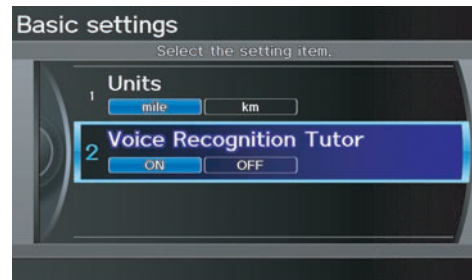 Basic settings
Select the setting item.
1 Units
mile km
2 Voice Recognition Tutor
ON OFF